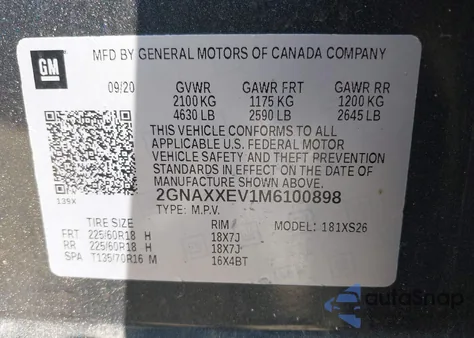 GM
MFD BY GENERAL MOTORS OF CANADA COMPANY
09/20 GVWR GAWR FRT GAWR RR
2100 KG 1175 KG 1200 KG
4630 LB 2590 LB 2645 LB
THIS VEHICLE CONFORMS TO ALL
APPLICABLE U.S. FEDERAL MOTOR
VEHICLE SAFETY AND THEFT PREVENTION
STANDARDS IN EFFECT ON THE DATE OF
MANUFACTURE SHOWN ABOVE.
139X 2GNAXXEV1M6100898
TYPE: M.P.V. MODEL: 181XS26
TIRE SIZE RIM
FRT 225/60R18 H 18X7J
RR 225/60R18 H 18X7J
SPA T135/70R16 M 16X4BT
autoSnap